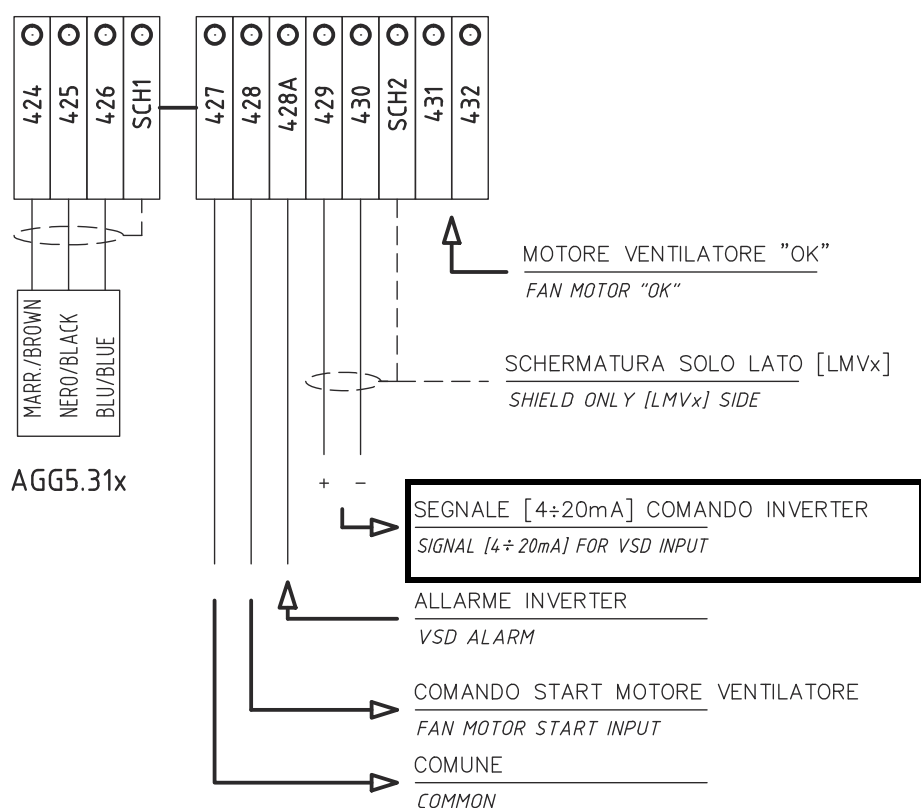 424
425
426
SCH1
427
428
428A
429
430
SCH2
431
432
MARR./BROWN
NERO/BLACK
BLU/BLUE
AGG5.31x
MOTORE VENTILATORE "OK"
FAN MOTOR "OK"
SCHERMATURA SOLO LATO [LMVx]
SHIELD ONLY [LMVx] SIDE
+ −
SEGNALE [4÷20mA] COMANDO INVERTER
SIGNAL [4÷20mA] FOR VSD INPUT
ALLARME INVERTER
VSD ALARM
COMANDO START MOTORE VENTILATORE
FAN MOTOR START INPUT
COMUNE
COMMON